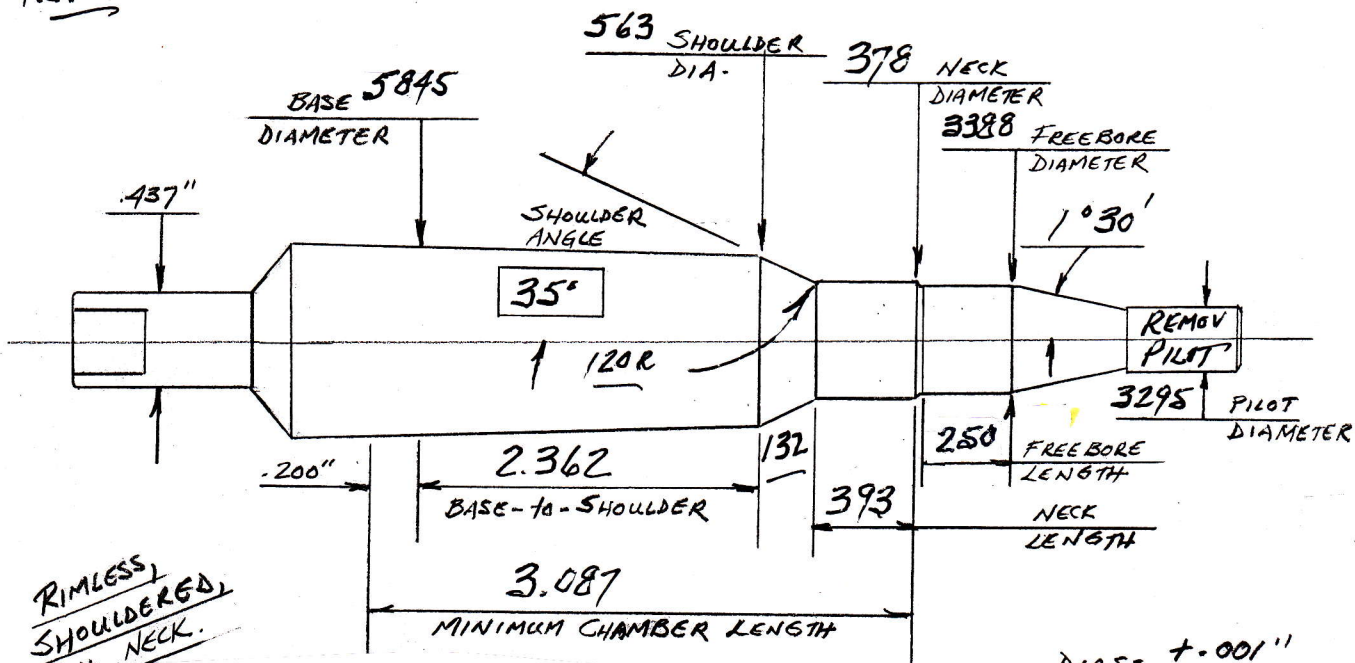 563 SHOULDER
DIA.
378 NECK
DIAMETER
BASE 5845
DIAMETER
3388 FREEBORE
DIAMETER
.437"
SHOULDER
ANGLE
1°30'
35°
REMOV
PILOT
120R
3295 PILOT
DIAMETER
.200"
2.362
BASE-to-SHOULDER
132
393
NECK
LENGTH
250
FREEBORE
LENGTH
3.087
MINIMUM CHAMBER LENGTH
RIMLESS,
SHOULDERED,
NECK.
+.001"